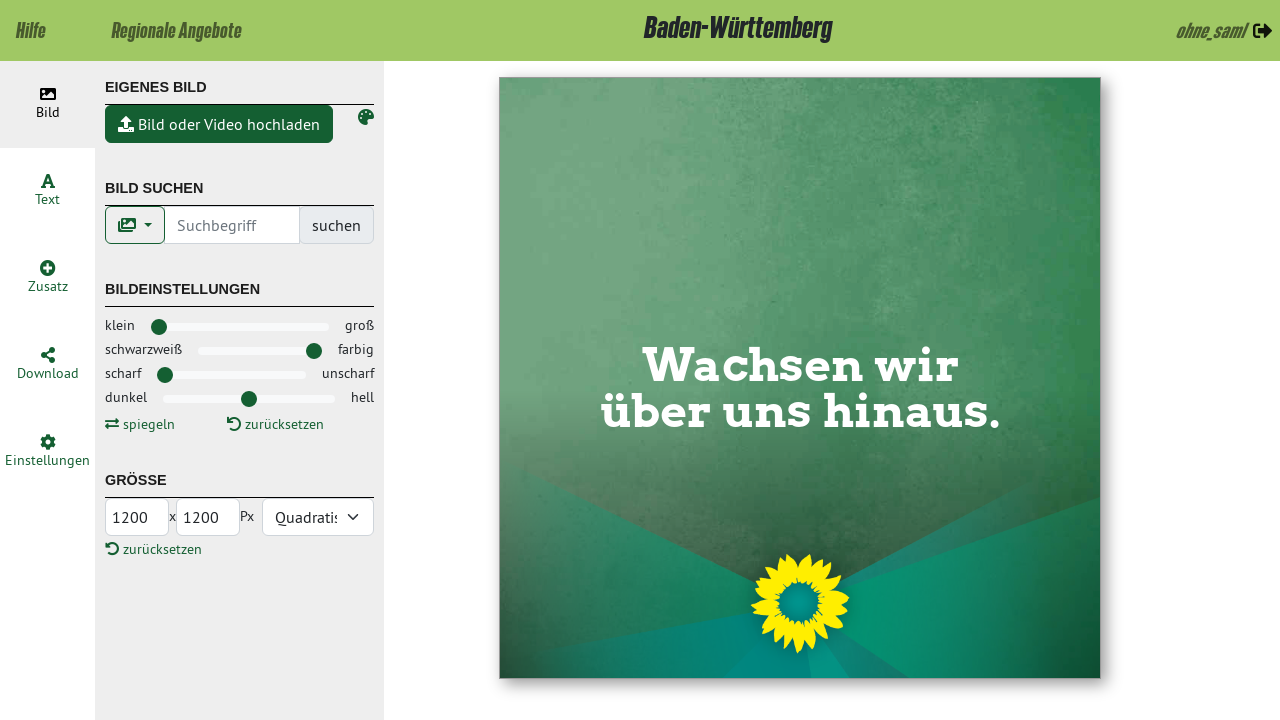 Hilfe
Regionale Angebote
Baden-Württemberg
ohne_saml
Bild
Text
Zusatz
Download
Einstellungen
EIGENES BILD
Bild oder Video hochladen
BILD SUCHEN
Suchbegriff
suchen
BILDEINSTELLUNGEN
klein groß
schwarzweiß farbig
scharf unscharf
dunkel hell
spiegeln zurücksetzen
GRÖSSE
1200 x 1200 Px Quadratis
zurücksetzen
Wachsen wir
über uns hinaus.